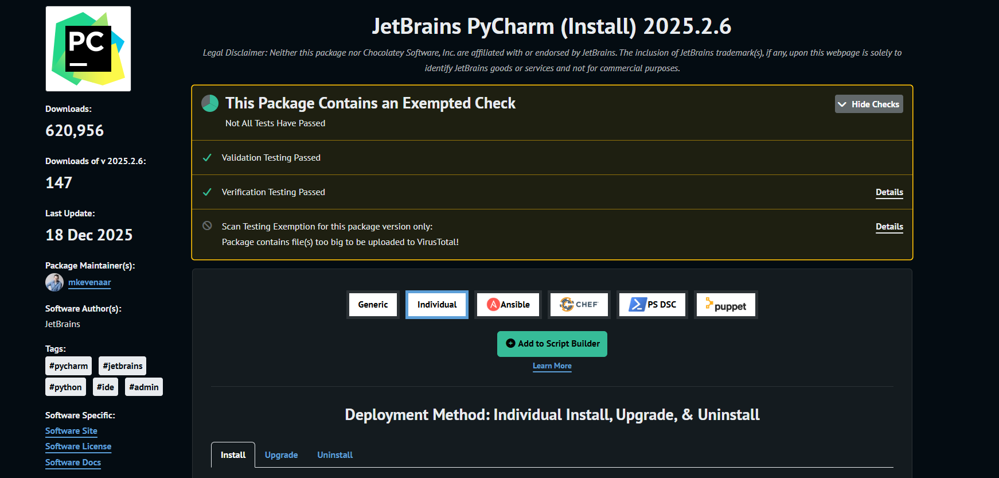 PC
Downloads:
620,956
Downloads of v 2025.2.6:
147
Last Update:
18 Dec 2025
Package Maintainer(s):
mkevenaar
Software Author(s):
JetBrains
Tags:
#pycharm #jetbrains
#python #ide #admin
Software Specific:
Software Site
Software License
Software Docs
JetBrains PyCharm (Install) 2025.2.6
Legal Disclaimer: Neither this package nor Chocolatey Software, Inc. are affiliated with or endorsed by JetBrains. The inclusion of JetBrains trademark(s), if any, upon this webpage is solely to
identify JetBrains goods or services and not for commercial purposes.
This Package Contains an Exempted Check
Hide Checks
Not All Tests Have Passed
Validation Testing Passed
Verification Testing Passed
Details
Scan Testing Exemption for this package version only:
Details
Package contains file(s) too big to be uploaded to VirusTotal!
Generic Individual Ansible CHEF PS DSC puppet
Add to Script Builder
Learn More
Deployment Method: Individual Install, Upgrade, & Uninstall
Install Upgrade Uninstall